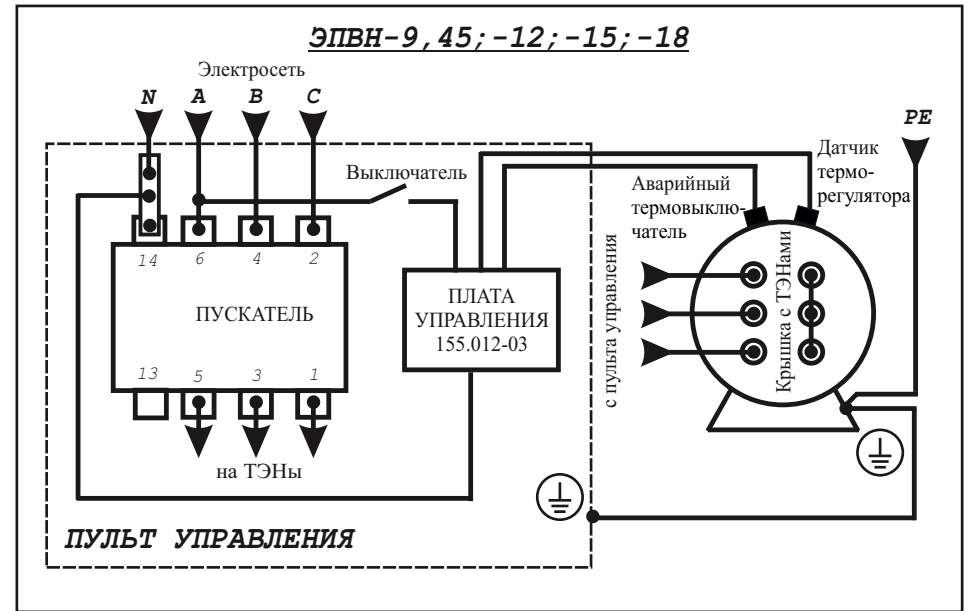 ЭПВН-9,45;-12;-15;-18
Электросеть
N A B C
PE
Выключатель
Датчик
термо-
регулятора
Аварийный
термовыклю-
чатель
14 6 4 2
ПУСКАТЕЛЬ
13 5 3 1
на ТЭНы
ПЛАТА
УПРАВЛЕНИЯ
155.012-03
с пульта управления
Крышка с ТЭНами
ПУЛЬТ УПРАВЛЕНИЯ